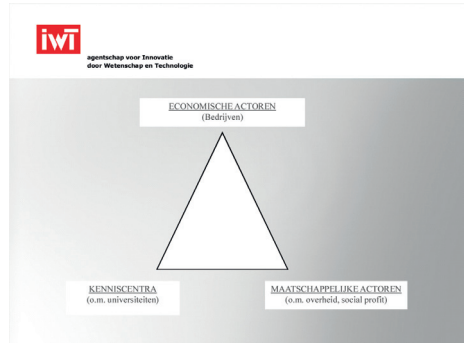 iwt
agentschap voor Innovatie
door Wetenschap en Technologie
ECONOMISCHE ACTOREN
(Bedrijven)
KENNISCENTRA
(o.m. universiteiten)
MAATSCHAPPELIJKE ACTOREN
(o.m. overheid, social profit)